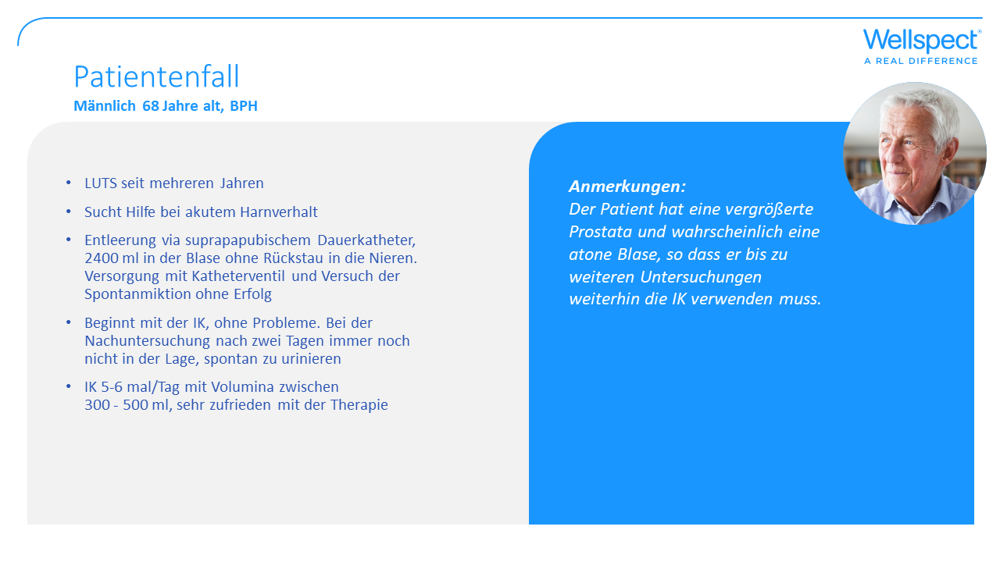 Wellspect®
A REAL DIFFERENCE
Patientenfall
Männlich 68 Jahre alt, BPH
• LUTS seit mehreren Jahren
• Sucht Hilfe bei akutem Harnverhalt
• Entleerung via suprapapubischem Dauerkatheter,
2400 ml in der Blase ohne Rückstau in die Nieren.
Versorgung mit Katheterventil und Versuch der
Spontanmiktion ohne Erfolg
• Beginnt mit der IK, ohne Probleme. Bei der
Nachuntersuchung nach zwei Tagen immer noch
nicht in der Lage, spontan zu urinieren
• IK 5-6 mal/Tag mit Volumina zwischen
300 - 500 ml, sehr zufrieden mit der Therapie
Anmerkungen:
Der Patient hat eine vergrößerte
Prostata und wahrscheinlich eine
atone Blase, so dass er bis zu
weiteren Untersuchungen
weiterhin die IK verwenden muss.